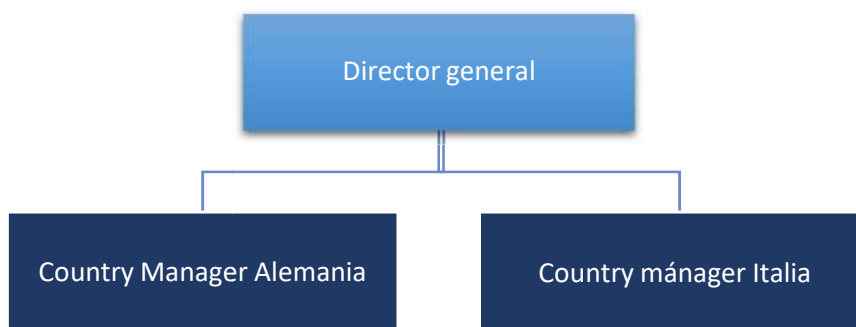 Director general
Country Manager Alemania
Country mánager Italia